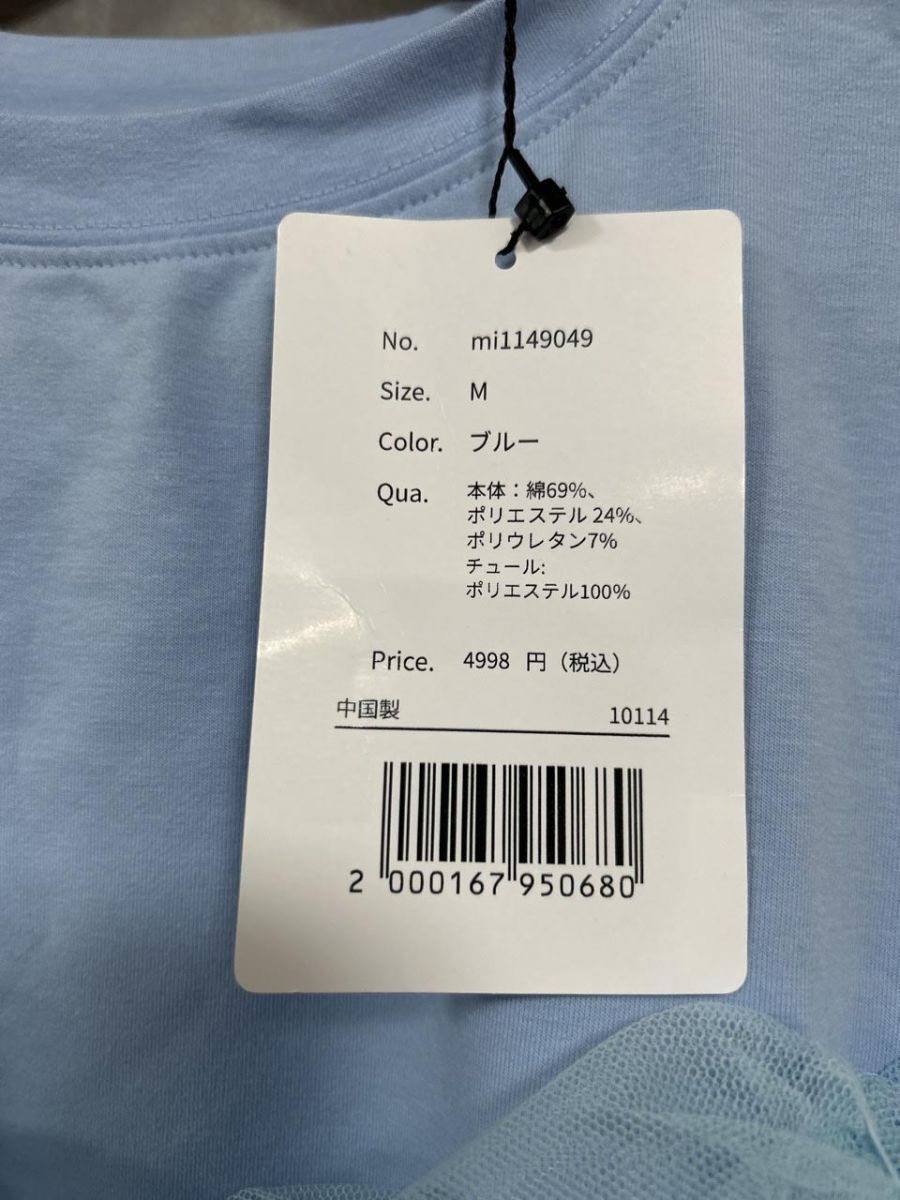 No. mi1149049
Size. M
Color. ブルー
Qua. 本体：綿69%、
ポリエステル 24%、
ポリウレタン7%
チュール:
ポリエステル100%
Price. 4998 円（税込）
中国製 10114
2 000167 950680